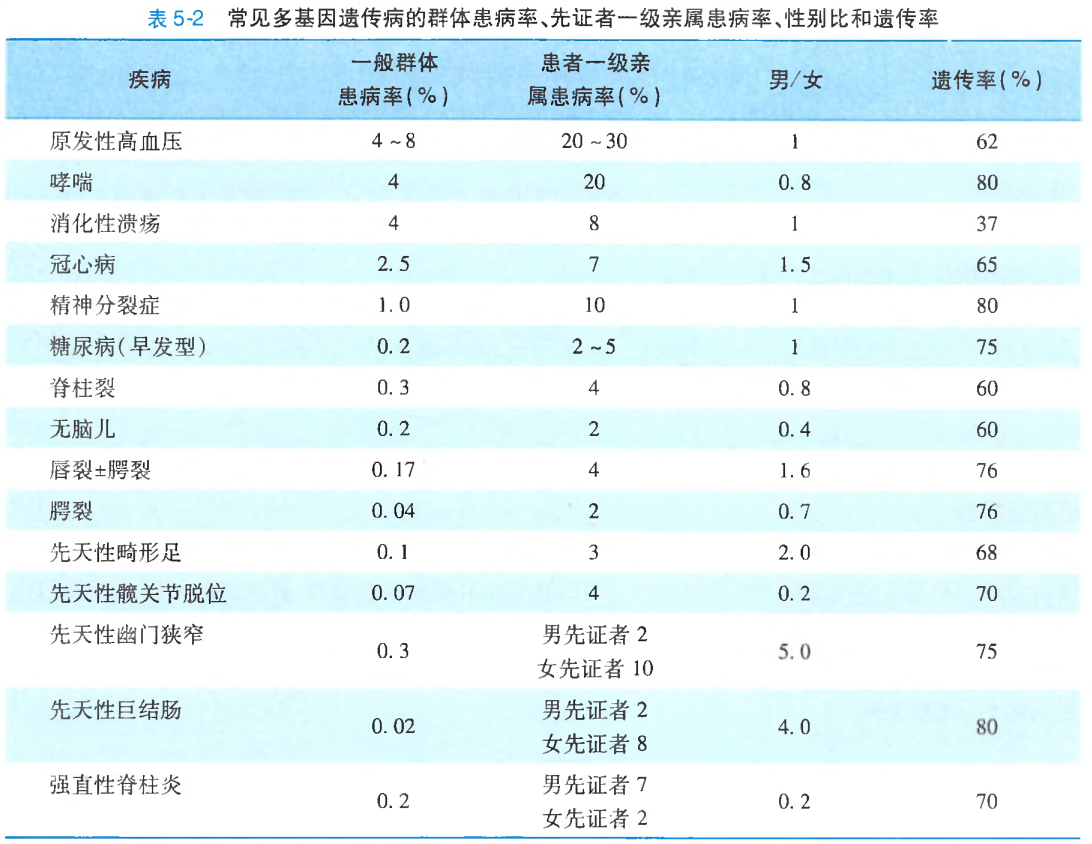 表 5-2 常见多基因遗传病的群体患病率、先证者一级亲属患病率、性别比和遗传率
疾病 一般群体患病率(%) 患者一级亲属患病率(%) 男/女 遗传率(%)
原发性高血压 4~8 20~30 1 62
哮喘 4 20 0.8 80
消化性溃疡 4 8 1 37
冠心病 2.5 7 1.5 65
精神分裂症 1.0 10 1 80
糖尿病(早发型) 0.2 2~5 1 75
脊柱裂 0.3 4 0.8 60
无脑儿 0.2 2 0.4 60
唇裂±腭裂 0.17 4 1.6 76
腭裂 0.04 2 0.7 76
先天性畸形足 0.1 3 2.0 68
先天性髋关节脱位 0.07 4 0.2 70
先天性幽门狭窄 0.3 男先证者 2 5.0 75
女先证者 10
先天性巨结肠 0.02 男先证者 2 4.0 80
女先证者 8
强直性脊柱炎 0.2 男先证者 7 0.2 70
女先证者 2